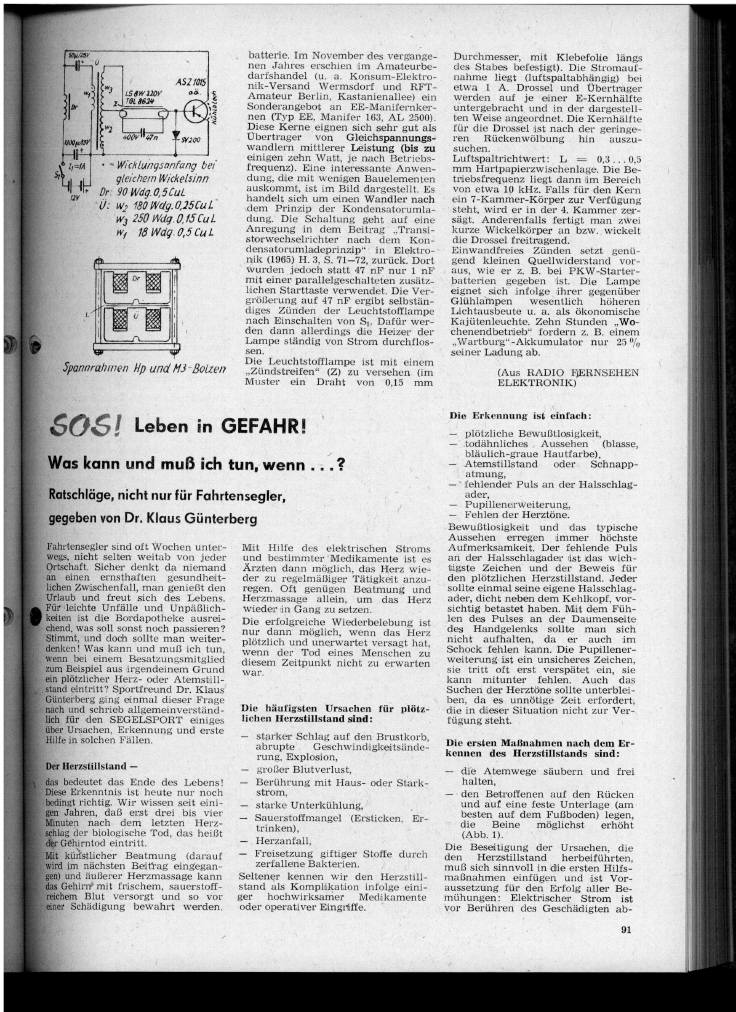 50µ/25V
Ü
ASZ 1015
o.ä.
LS 8W 220V
TGL 8624
Z
w₁
w₃
w₂
Dr
400V
47n
SY200
1000µ/15V
I₁≈1A
S₁
12V
• = Wicklungsanfang bei
gleichem Wickelsinn
Dr: 90 Wdg. 0,5 CuL
Ü: w₂ 180 Wdg. 0,25 CuL
w₃ 250 Wdg. 0,15 CuL
w₁ 18 Wdg. 0,5 CuL
Dr
Ü
L
Spannrahmen Hp und M3-Bolzen
batterie. Im November des vergange-
nen Jahres erschien im Amateurbe-
darfshandel (u. a. Konsum-Elektro-
nik-Versand Wermsdorf und RFT-
Amateur Berlin, Kastanienallee) ein
Sonderangebot an EE-Maniferker-
nen (Typ EE, Manifer 163, AL 2500).
Diese Kerne eignen sich sehr gut als
Übertrager von Gleichspannungs-
wandlern mittlerer Leistung (bis zu
einigen zehn Watt, je nach Betriebs-
frequenz). Eine interessante Anwen-
dung, die mit wenigen Bauelementen
auskommt, ist im Bild dargestellt. Es
handelt sich um einen Wandler nach
dem Prinzip der Kondensatorumla-
dung. Die Schaltung geht auf eine
Anregung in dem Beitrag „Transi-
storwechselrichter nach dem Kon-
densatorumladeprinzip" in Elektro-
nik (1965) H. 3, S. 71—72, zurück. Dort
wurden jedoch statt 47 nF nur 1 nF
mit einer parallelgeschalteten zusätz-
lichen Starttaste verwendet. Die Ver-
größerung auf 47 nF ergibt selbstän-
diges Zünden der Leuchtstofflampe
nach Einschalten von S₁. Dafür wer-
den dann allerdings die Heizer der
Lampe ständig von Strom durchflos-
sen.
Die Leuchtstofflampe ist mit einem
„Zündstreifen" (Z) zu versehen (im
Muster ein Draht von 0,15 mm
Durchmesser, mit Klebefolie längs
des Stabes befestigt). Die Stromauf-
nahme liegt (luftspaltabhängig) bei
etwa 1 A. Drossel und Übertrager
werden auf je einer E-Kernhälfte
untergebracht und in der dargestell-
ten Weise angeordnet. Die Kernhälfte
für die Drossel ist nach der geringe-
ren Rückenwölbung hin auszu-
suchen.
Luftspaltrichtwert: L = 0,3 . . . 0,5
mm Hartpapierzwischenlage. Die Be-
triebsfrequenz liegt dann im Bereich
von etwa 10 kHz. Falls für den Kern
ein 7-Kammer-Körper zur Verfügung
steht, wird er in der 4. Kammer zer-
sägt. Anderenfalls fertigt man zwei
kurze Wickelkörper an bzw. wickelt
die Drossel freitragend.
Einwandfreies Zünden setzt genü-
gend kleinen Quellwiderstand vor-
aus, wie er z. B. bei PKW-Starter-
batterien gegeben ist. Die Lampe
eignet sich infolge ihrer gegenüber
Glühlampen wesentlich höheren
Lichtausbeute u. a. als ökonomische
Kajütenleuchte. Zehn Stunden „Wo-
chenendbetrieb" fordern z. B. einem
„Wartburg"-Akkumulator nur 25 %
seiner Ladung ab.
(Aus RADIO FERNSEHEN
ELEKTRONIK)
SOS! Leben in GEFAHR!
Was kann und muß ich tun, wenn . . . ?
Ratschläge, nicht nur für Fahrtensegler,
gegeben von Dr. Klaus Günterberg
Fahrtensegler sind oft Wochen unter-
wegs, nicht selten weitab von jeder
Ortschaft. Sicher denkt da niemand
an einen ernsthaften gesundheit-
lichen Zwischenfall, man genießt den
Urlaub und freut sich des Lebens.
Für leichte Unfälle und Unpäßlich-
keiten ist die Bordapotheke ausrei-
chend, was soll sonst noch passieren?
Stimmt, und doch sollte man weiter-
denken! Was kann und muß ich tun,
wenn bei einem Besatzungsmitglied
zum Beispiel aus irgendeinem Grund
ein plötzlicher Herz- oder Atemstill-
stand eintritt? Sportfreund Dr. Klaus
Günterberg ging einmal dieser Frage
nach und schrieb allgemeinverständ-
lich für den SEGELSPORT einiges
über Ursachen, Erkennung und erste
Hilfe in solchen Fällen.
Der Herzstillstand —
das bedeutet das Ende des Lebens!
Diese Erkenntnis ist heute nur noch
bedingt richtig. Wir wissen seit eini-
gen Jahren, daß erst drei bis vier
Minuten nach dem letzten Herz-
schlag der biologische Tod, das heißt
der Gehirntod eintritt.
Mit künstlicher Beatmung (darauf
wird im nächsten Beitrag eingegan-
gen) und äußerer Herzmassage kann
das Gehirn mit frischem, sauerstoff-
reichem Blut versorgt und so vor
einer Schädigung bewahrt werden.
Mit Hilfe des elektrischen Stroms
und bestimmter Medikamente ist es
Ärzten dann möglich, das Herz wie-
der zu regelmäßiger Tätigkeit anzu-
regen. Oft genügen Beatmung und
Herzmassage allein, um das Herz
wieder in Gang zu setzen.
Die erfolgreiche Wiederbelebung ist
nur dann möglich, wenn das Herz
plötzlich und unerwartet versagt hat,
wenn der Tod eines Menschen zu
diesem Zeitpunkt nicht zu erwarten
war.
Die häufigsten Ursachen für plötz-
lichen Herzstillstand sind:
— starker Schlag auf den Brustkorb,
abrupte Geschwindigkeitsände-
rung, Explosion,
— großer Blutverlust,
— Berührung mit Haus- oder Stark-
strom,
— starke Unterkühlung,
— Sauerstoffmangel (Ersticken, Er-
trinken),
— Herzanfall,
— Freisetzung giftiger Stoffe durch
zerfallene Bakterien.
Seltener kennen wir den Herzstill-
stand als Komplikation infolge eini-
ger hochwirksamer Medikamente
oder operativer Eingriffe.
Die Erkennung ist einfach:
— plötzliche Bewußtlosigkeit,
— todähnliches Aussehen (blasse,
bläulich-graue Hautfarbe),
— Atemstillstand oder Schnapp-
atmung,
— fehlender Puls an der Halsschlag-
ader,
— Pupillenerweiterung,
— Fehlen der Herztöne.
Bewußtlosigkeit und das typische
Aussehen erregen immer höchste
Aufmerksamkeit. Der fehlende Puls
an der Halsschlagader ist das wich-
tigste Zeichen und der Beweis für
den plötzlichen Herzstillstand. Jeder
sollte einmal seine eigene Halsschlag-
ader, dicht neben dem Kehlkopf, vor-
sichtig betastet haben. Mit dem Füh-
len des Pulses an der Daumenseite
des Handgelenks sollte man sich
nicht aufhalten, da er auch im
Schock fehlen kann. Die Pupillener-
weiterung ist ein unsicheres Zeichen,
sie tritt oft erst verspätet ein, sie
kann mitunter fehlen. Auch das
Suchen der Herztöne sollte unterblei-
ben, da es unnötige Zeit erfordert,
die in dieser Situation nicht zur Ver-
fügung steht.
Die ersten Maßnahmen nach dem Er-
kennen des Herzstillstands sind:
— die Atemwege säubern und frei
halten,
— den Betroffenen auf den Rücken
und auf eine feste Unterlage (am
besten auf dem Fußboden) legen,
die Beine möglichst erhöht
(Abb. 1).
Die Beseitigung der Ursachen, die
den Herzstillstand herbeiführten,
muß sich sinnvoll in die ersten Hilfs-
maßnahmen einfügen und ist Vor-
aussetzung für den Erfolg aller Be-
mühungen: Elektrischer Strom ist
vor Berühren des Geschädigten ab-
91